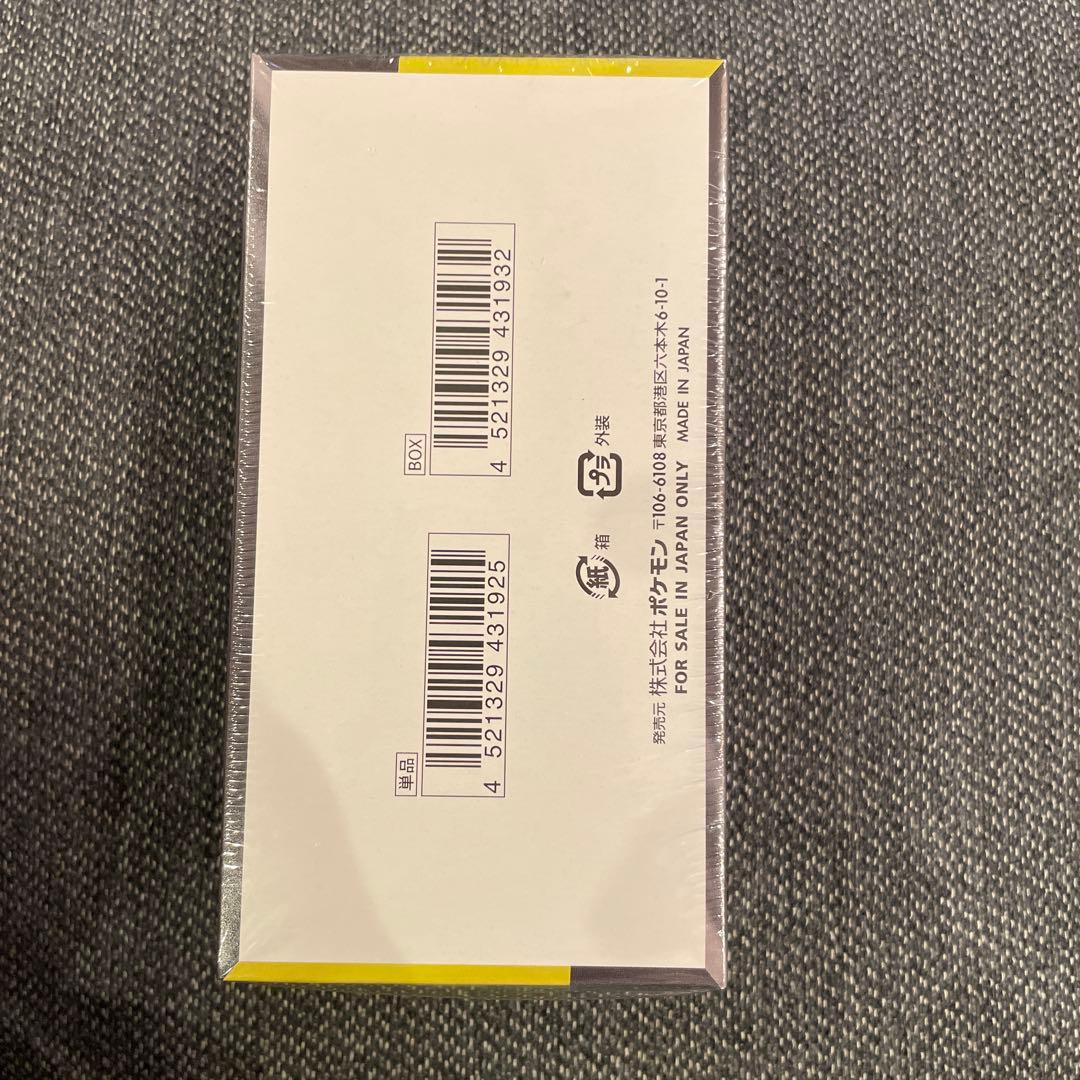 単品
4 521329 431925
BOX
4 521329 431932
紙 箱
プラ 外装
発売元 株式会社 ポケモン 〒106-6108 東京都港区六本木6-10-1
FOR SALE IN JAPAN ONLY MADE IN JAPAN